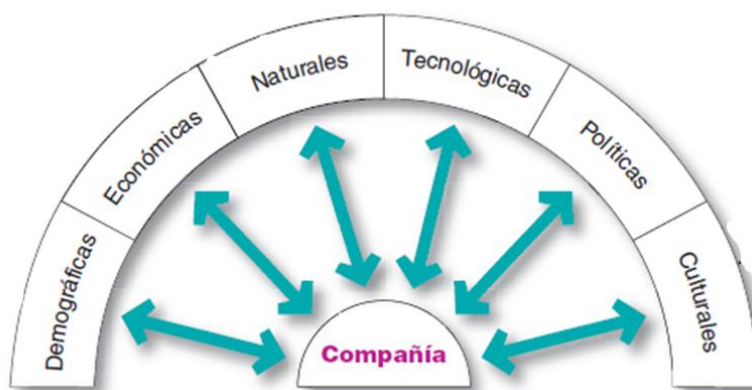 Demográficas
Económicas
Naturales
Tecnológicas
Políticas
Culturales
Compañía